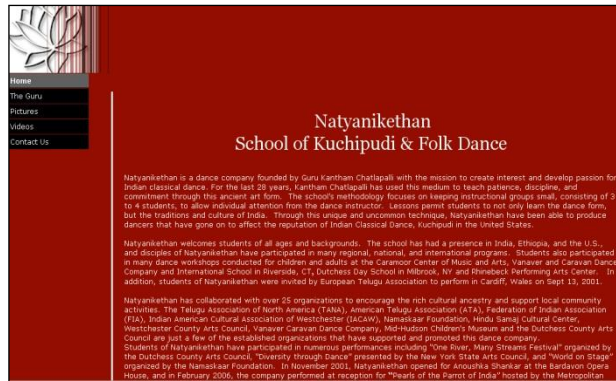 Home
The Guru
Pictures
Videos
Contact Us
Natyanikethan
School of Kuchipudi & Folk Dance
Natyanikethan is a dance company founded by Guru Kantham Chatlapalli with the mission to create interest and develop passion for
Indian classical dance. For the last 28 years, Kantham Chatlapalli has used this medium to teach patience, discipline, and
commitment through this ancient art form. The school's methodology focuses on keeping instructional groups small, consisting of 3
to 4 students, to allow individual attention from the dance instructor. Lessons permit students to not only learn the dance form,
but the traditions and culture of India. Through this unique and uncommon technique, Natyanikethan have been able to produce
dancers that have gone on to affect the reputation of Indian Classical Dance, Kuchipudi in the United States.
Natyanikethan welcomes students of all ages and backgrounds. The school has had a presence in India, Ethiopia, and the U.S.,
and disciples of Natyanikethan have participated in many regional, national, and international programs. Students also participated
in many dance workshops conducted for children and adults at the Caramoor Center of Music and Arts, Vanaver and Caravan Dance
Company and International School in Riverside, CT, Dutchess Day School in Milbrook, NY and Rhinebeck Performing Arts Center. In
addition, students of Natyanikethan were invited by European Telugu Association to perform in Cardiff, Wales on Sept 13, 2001.
Natyanikethan has collaborated with over 25 organizations to encourage the rich cultural ancestry and support local community
activities. The Telugu Association of North America (TANA), American Telugu Association (ATA), Federation of Indian Association
(FIA), Indian American Cultural Association of Westchester (IACAW), Namaskaar Foundation, Hindu Samaj Cultural Center,
Westchester County Arts Council, Vanaver Caravan Dance Company, Mid-Hudson Children's Museum and the Dutchess County Arts
Council are just a few of the established organizations that have supported and promoted this dance company.
Students of Natyanikethan have participated in numerous performances including "One River, Many Streams Festival" organized by
the Dutchess County Arts Council, "Diversity through Dance" presented by the New York State Arts Council, and "World on Stage"
organized by the Namaskaar Foundation. In November 2001, Natyanikethan opened for Anoushka Shankar at the Bardavon Opera
House, and in February 2006, the company performed at reception for "Pearls of the Parrot of India" hosted by the Metropolitan